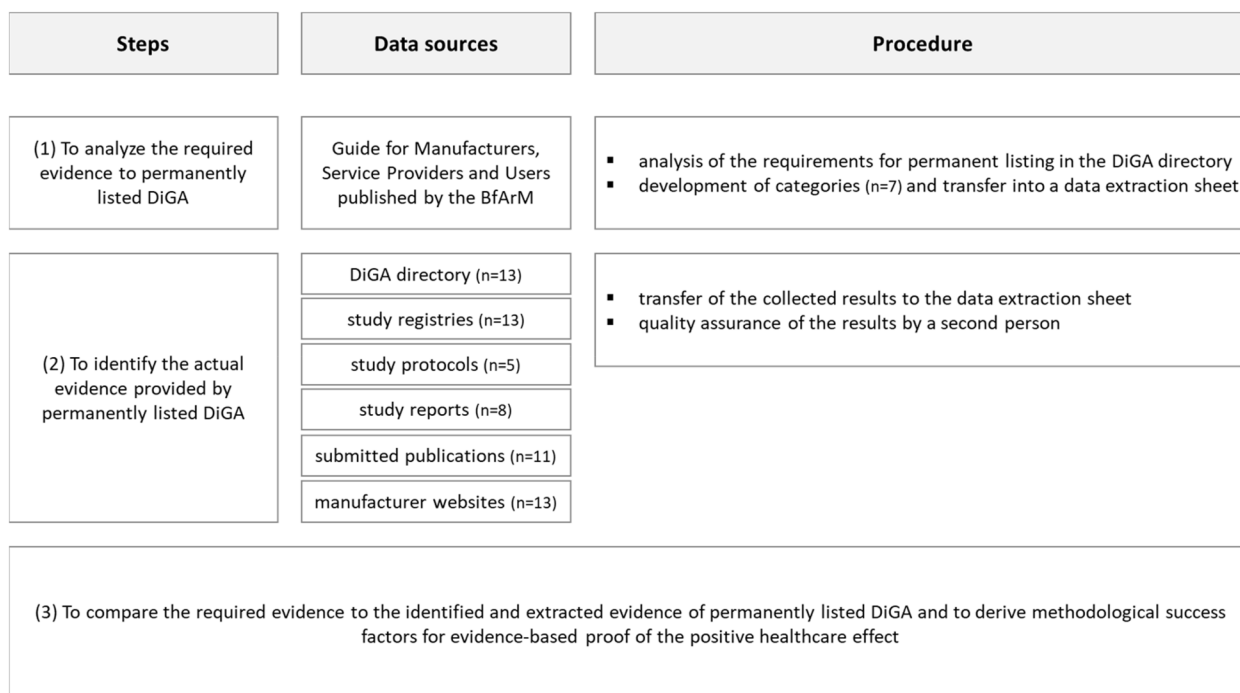 Steps
Data sources
Procedure
(1) To analyze the required
evidence to permanently
listed DiGA
Guide for Manufacturers,
Service Providers and Users
published by the BfArM
▪ analysis of the requirements for permanent listing in the DiGA directory
▪ development of categories (n=7) and transfer into a data extraction sheet
(2) To identify the actual
evidence provided by
permanently listed DiGA
DiGA directory (n=13)
study registries (n=13)
study protocols (n=5)
study reports (n=8)
submitted publications (n=11)
manufacturer websites (n=13)
▪ transfer of the collected results to the data extraction sheet
▪ quality assurance of the results by a second person
(3) To compare the required evidence to the identified and extracted evidence of permanently listed DiGA and to derive methodological success
factors for evidence-based proof of the positive healthcare effect